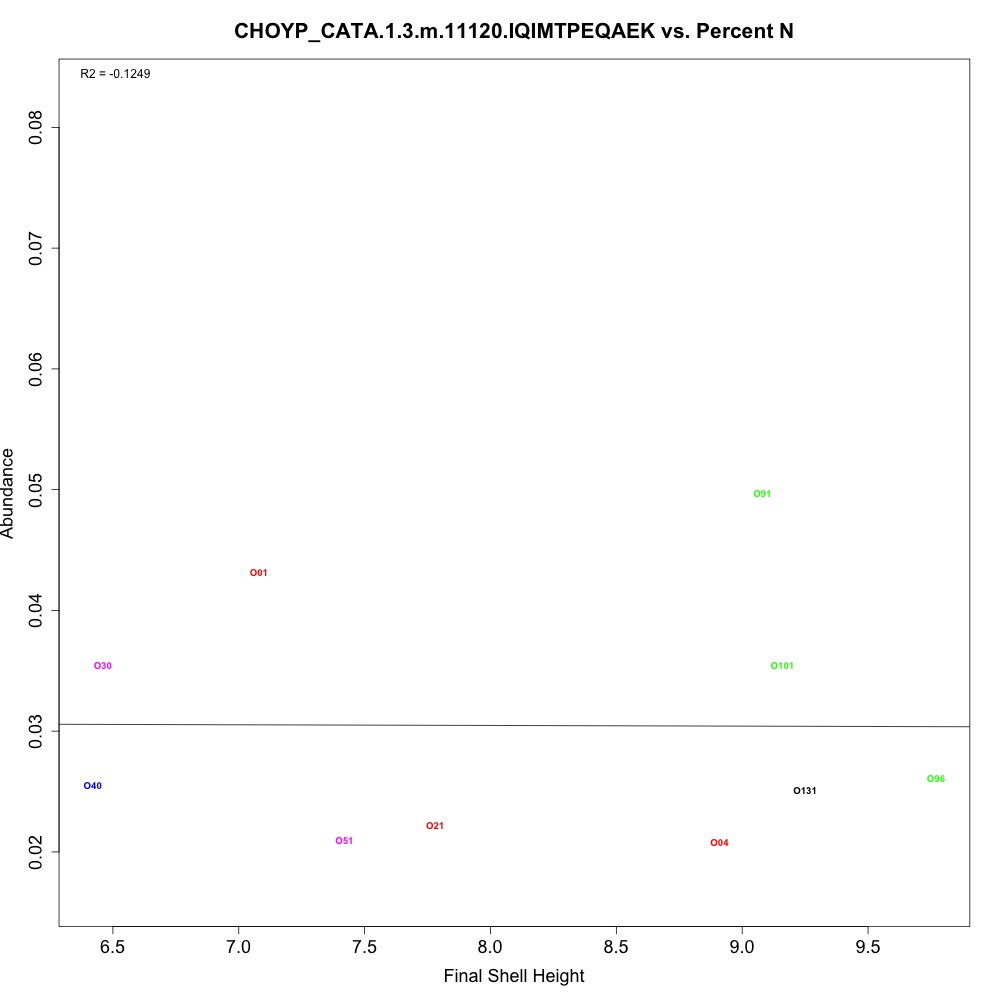 CHOYP_CATA.1.3.m.11120.IQIMTPEQAEK vs. Percent N
R2 = -0.1249
0.08
0.07
0.06
0.05
0.04
0.03
0.02
Abundance
O91
O01
O30
O101
O40
O131
O96
O51
O21
O04
6.5 7.0 7.5 8.0 8.5 9.0 9.5
Final Shell Height